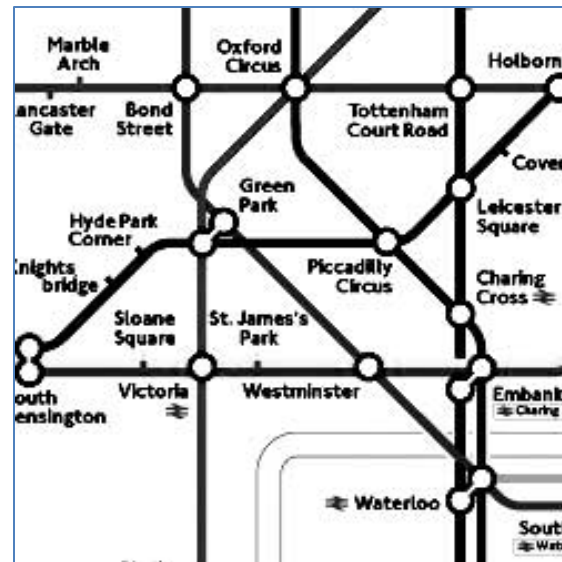 Marble
Arch
Oxford
Circus
Holborn
ancaster
Gate
Bond
Street
Tottenham
Court Road
Cover
Green
Park
Hyde Park
Corner
Leicester
Square
nights
bridge
Piccadilly
Circus
Charing
Cross
Sloane
Square
St. James's
Park
outh
ensington
Victoria
Westminster
Embank
Charing
Waterloo
Sout
Wat